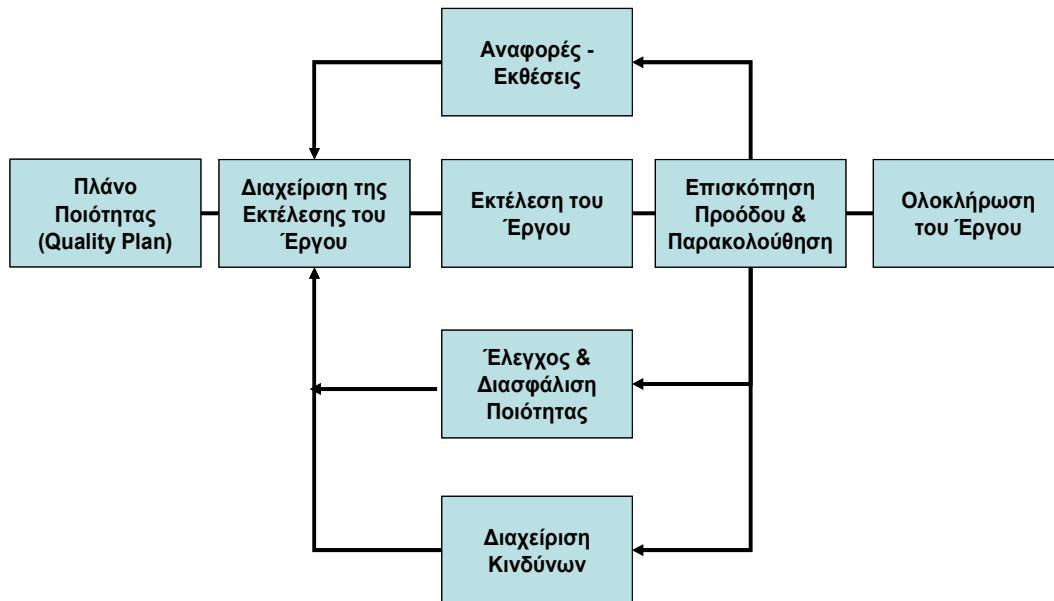 Αναφορές -
Εκθέσεις
Πλάνο
Ποιότητας
(Quality Plan)
Διαχείριση της
Εκτέλεσης του
Έργου
Εκτέλεση του
Έργου
Επισκόπηση
Προόδου &
Παρακολούθηση
Ολοκλήρωση
του Έργου
Έλεγχος &
Διασφάλιση
Ποιότητας
Διαχείριση
Κινδύνων